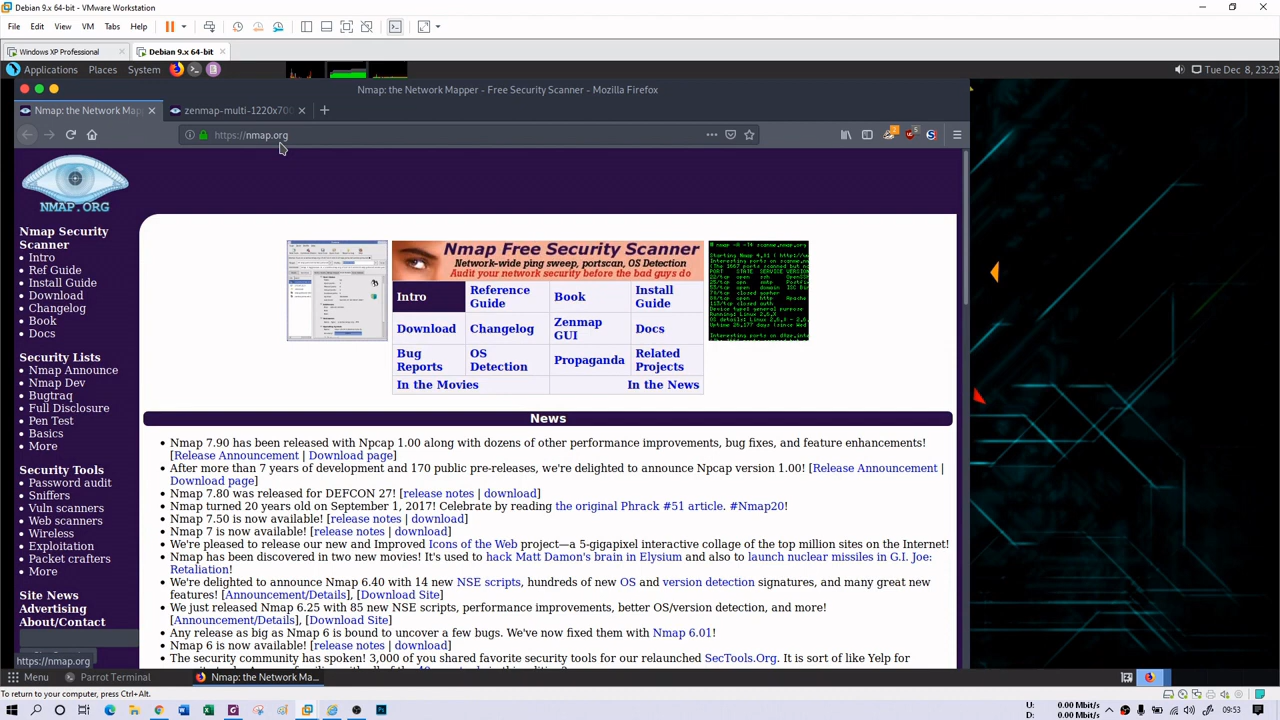 Debian 9.x 64-bit - VMware Workstation
File Edit View VM Tabs Help
Windows XP Professional
Debian 9.x 64-bit
Applications Places System
Tue Dec 8, 23:23
Nmap: the Network Mapper - Free Security Scanner - Mozilla Firefox
Nmap: the Network Mapp
zenmap-multi-1220x700
https://nmap.org
NMAP.ORG
Nmap Security
Scanner
Intro
Ref Guide
Install Guide
Download
Changelog
Book
Docs
Security Lists
Nmap Announce
Nmap Dev
Bugtraq
Full Disclosure
Pen Test
Basics
More
Security Tools
Password audit
Sniffers
Vuln scanners
Web scanners
Wireless
Exploitation
Packet crafters
More
Site News
Advertising
About/Contact
https://nmap.org
Nmap Free Security Scanner
Network-wide ping sweep, portscan, OS Detection
Audit your network security before the bad guys do
Intro
Reference
Guide
Book
Install
Guide
Download
Changelog
Zenmap
GUI
Docs
Bug
Reports
OS
Detection
Propaganda
Related
Projects
In the Movies
In the News
News
Nmap 7.90 has been released with Npcap 1.00 along with dozens of other performance improvements, bug fixes, and feature enhancements!
[Release Announcement | Download page]
After more than 7 years of development and 170 public pre-releases, we're delighted to announce Npcap version 1.00! [Release Announcement |
Download page]
Nmap 7.80 was released for DEFCON 27! [release notes | download]
Nmap turned 20 years old on September 1, 2017! Celebrate by reading the original Phrack #51 article. #Nmap20!
Nmap 7.50 is now available! [release notes | download]
Nmap 7 is now available! [release notes | download]
We're pleased to release our new and Improved Icons of the Web project—a 5-gigapixel interactive collage of the top million sites on the Internet!
Nmap has been discovered in two new movies! It's used to hack Matt Damon's brain in Elysium and also to launch nuclear missiles in G.I. Joe:
Retaliation!
We're delighted to announce Nmap 6.40 with 14 new NSE scripts, hundreds of new OS and version detection signatures, and many great new
features! [Announcement/Details], [Download Site]
We just released Nmap 6.25 with 85 new NSE scripts, performance improvements, better OS/version detection, and more!
[Announcement/Details], [Download Site]
Any release as big as Nmap 6 is bound to uncover a few bugs. We've now fixed them with Nmap 6.01!
Nmap 6 is now available! [release notes | download]
The security community has spoken! 3,000 of you shared favorite security tools for our relaunched SecTools.Org. It is sort of like Yelp for
Menu
Parrot Terminal
Nmap: the Network Ma...
To return to your computer, press Ctrl+Alt.
U: 0.00 Mbit/s
D: 0.00 Mbit/s
09:53